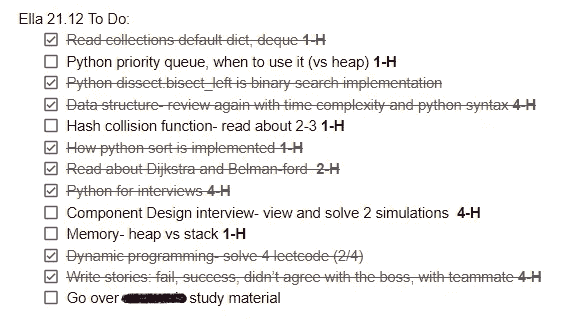 Ella 21.12 To Do:
Read collections default dict, deque 1-H
Python priority queue, when to use it (vs heap) 1-H
Python dissect.bisect_left is binary search implementation
Data structure- review again with time complexity and python syntax 4-H
Hash collision function- read about 2-3 1-H
How python sort is implemented 1-H
Read about Dijkstra and Belman-ford  2-H
Python for interviews 4-H
Component Design interview- view and solve 2 simulations  4-H
Memory- heap vs stack 1-H
Dynamic programming- solve 4 leetcode (2/4)
Write stories: fail, success, didn't agree with the boss, with teammate 4-H
Go over study material